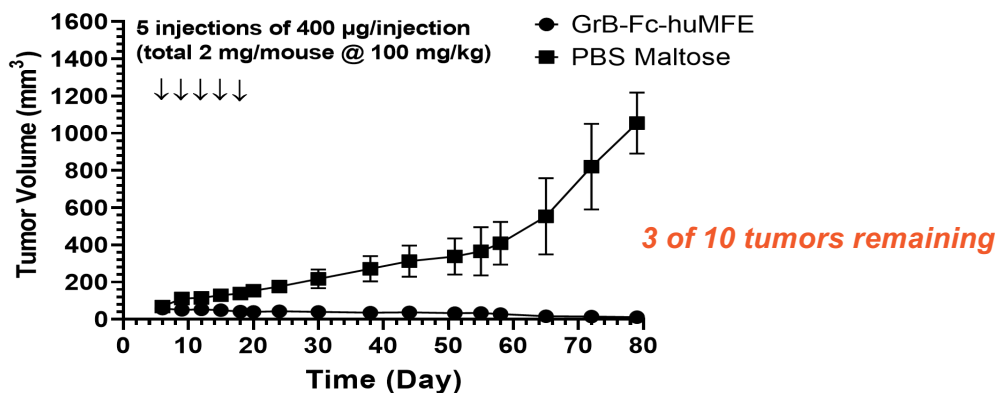 5 injections of 400 µg/injection
(total 2 mg/mouse @ 100 mg/kg)
↓↓↓↓↓
GrB-Fc-huMFE
PBS Maltose
Tumor Volume (mm³)
1600
1400
1200
1000
800
600
400
200
0
3 of 10 tumors remaining
0 10 20 30 40 50 60 70 80
Time (Day)